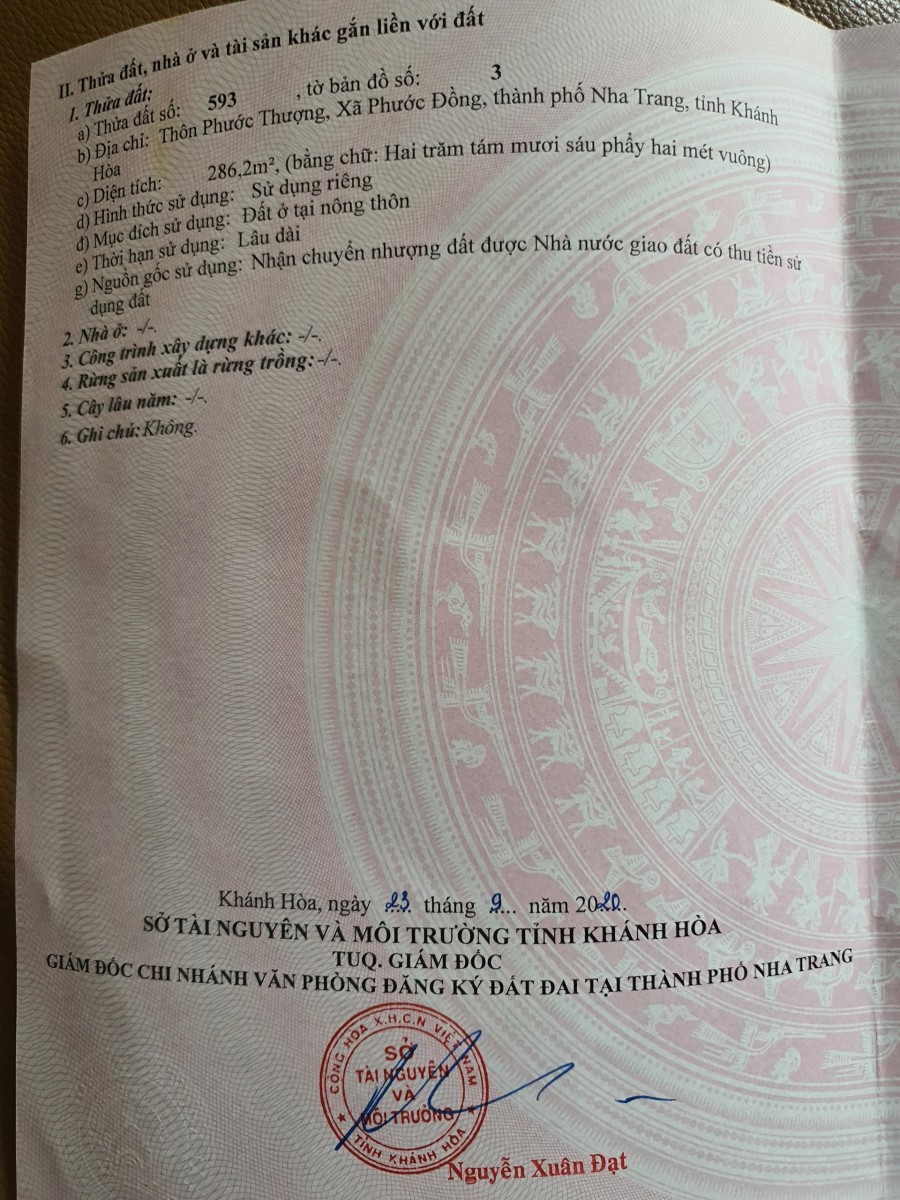 II. Thửa đất, nhà ở và tài sản khác gắn liền với đất
1. Thửa đất:
a) Thửa đất số: 593 , tờ bản đồ số: 3
b) Địa chỉ: Thôn Phước Thượng, Xã Phước Đồng, thành phố Nha Trang, tỉnh Khánh
Hòa
c) Diện tích: 286,2m², (bằng chữ: Hai trăm tám mươi sáu phẩy hai mét vuông)
d) Hình thức sử dụng: Sử dụng riêng
đ) Mục đích sử dụng: Đất ở tại nông thôn
e) Thời hạn sử dụng: Lâu dài
g) Nguồn gốc sử dụng: Nhận chuyển nhượng đất được Nhà nước giao đất có thu tiền sử
dụng đất
2. Nhà ở: -/-.
3. Công trình xây dựng khác: -/-.
4. Rừng sản xuất là rừng trồng: -/-.
5. Cây lâu năm: -/-.
6. Ghi chú: Không.
Khánh Hòa, ngày 23 tháng 9... năm 2020.
SỞ TÀI NGUYÊN VÀ MÔI TRƯỜNG TỈNH KHÁNH HÒA
TUQ. GIÁM ĐỐC
GIÁM ĐỐC CHI NHÁNH VĂN PHÒNG ĐĂNG KÝ ĐẤT ĐAI TẠI THÀNH PHỐ NHA TRANG
CỘNG HÒA X.H.C.N VIỆT NAM
SỞ
TÀI NGUYÊN
VÀ
MÔI TRƯỜNG
TỈNH KHÁNH HÒA
Nguyễn Xuân Đạt